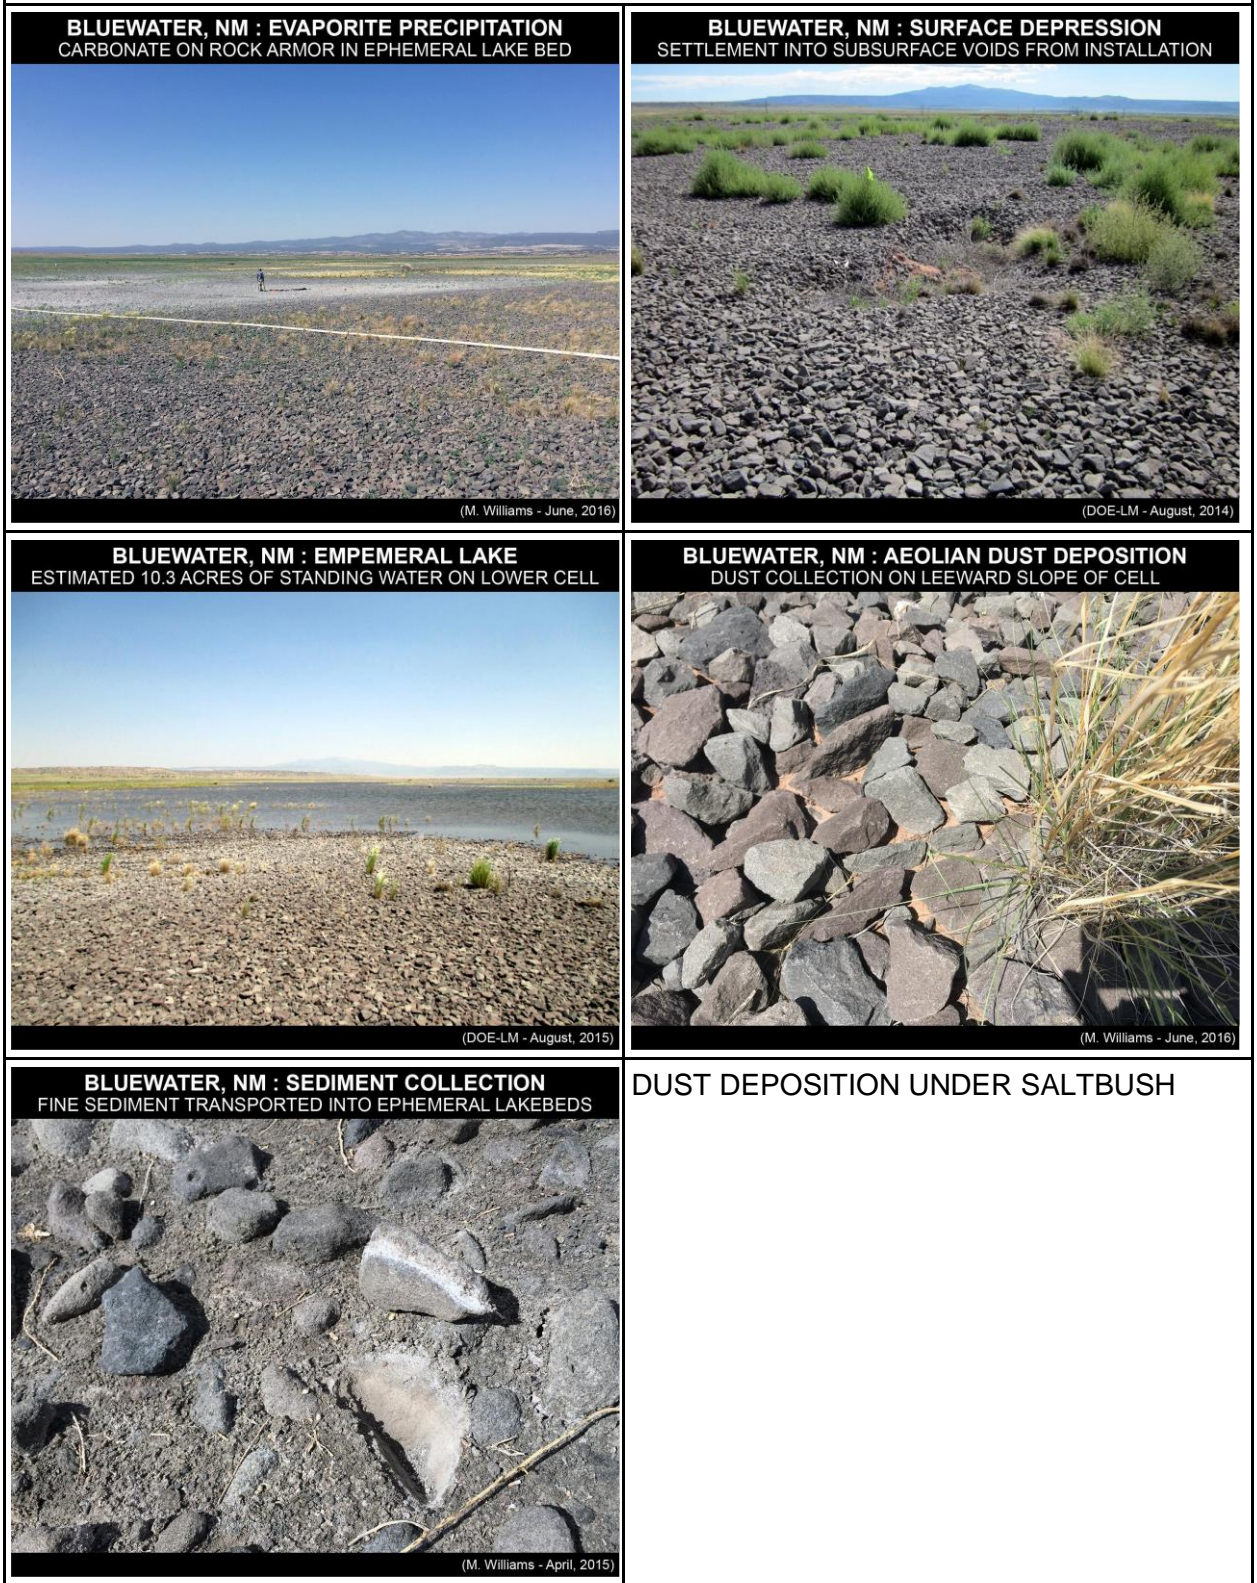 BLUEWATER, NM : EVAPORITE PRECIPITATION
CARBONATE ON ROCK ARMOR IN EPHEMERAL LAKE BED
(M. Williams - June, 2016)
BLUEWATER, NM : SURFACE DEPRESSION
SETTLEMENT INTO SUBSURFACE VOIDS FROM INSTALLATION
(DOE-LM - August, 2014)
BLUEWATER, NM : EMPEMERAL LAKE
ESTIMATED 10.3 ACRES OF STANDING WATER ON LOWER CELL
(DOE-LM - August, 2015)
BLUEWATER, NM : AEOLIAN DUST DEPOSITION
DUST COLLECTION ON LEEWARD SLOPE OF CELL
(M. Williams - June, 2016)
BLUEWATER, NM : SEDIMENT COLLECTION
FINE SEDIMENT TRANSPORTED INTO EPHEMERAL LAKEBEDS
(M. Williams - April, 2015)
DUST DEPOSITION UNDER SALTBUSH